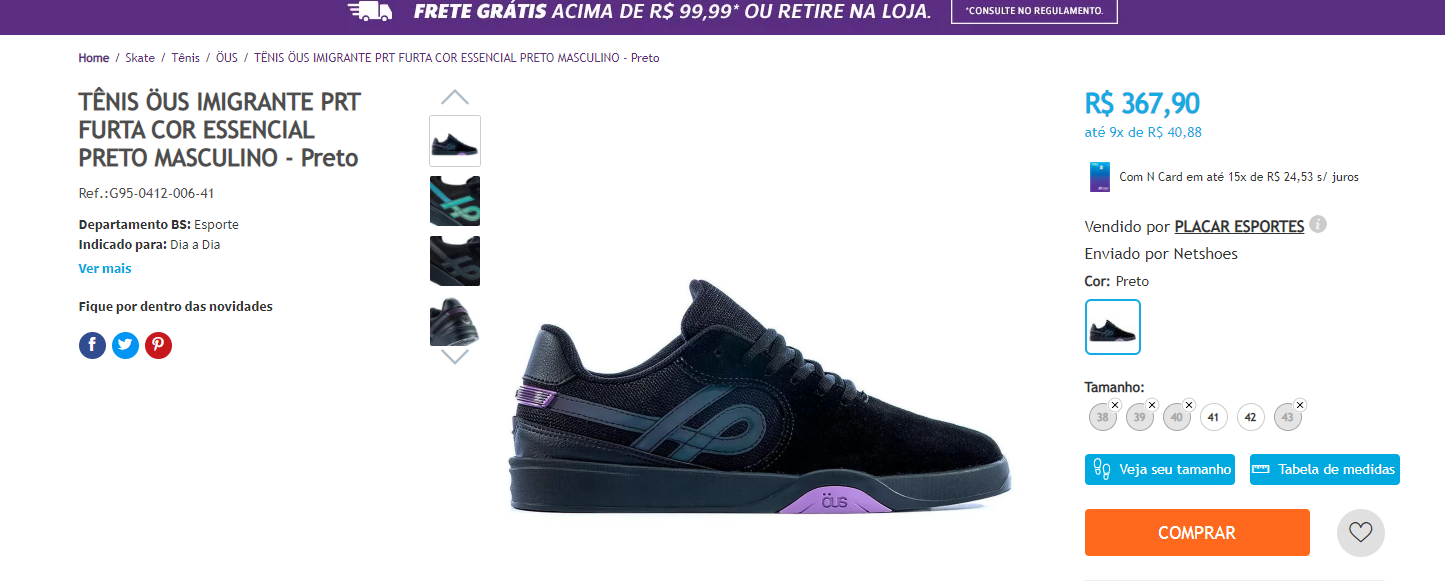 FRETE GRÁTIS ACIMA DE R$ 99,99* OU RETIRE NA LOJA.
*CONSULTE NO REGULAMENTO.
Home / Skate / Tênis / ÖUS / TÊNIS ÖUS IMIGRANTE PRT FURTA COR ESSENCIAL PRETO MASCULINO - Preto
TÊNIS ÖUS IMIGRANTE PRT
FURTA COR ESSENCIAL
PRETO MASCULINO - Preto
Ref.:G95-0412-006-41
Departamento BS: Esporte
Indicado para: Dia a Dia
Ver mais
Fique por dentro das novidades
öus
R$ 367,90
até 9x de R$ 40,88
Com N Card em até 15x de R$ 24,53 s/ juros
Vendido por PLACAR ESPORTES
Enviado por Netshoes
Cor: Preto
Tamanho:
38 39 40 41 42 43
Veja seu tamanho
Tabela de medidas
COMPRAR